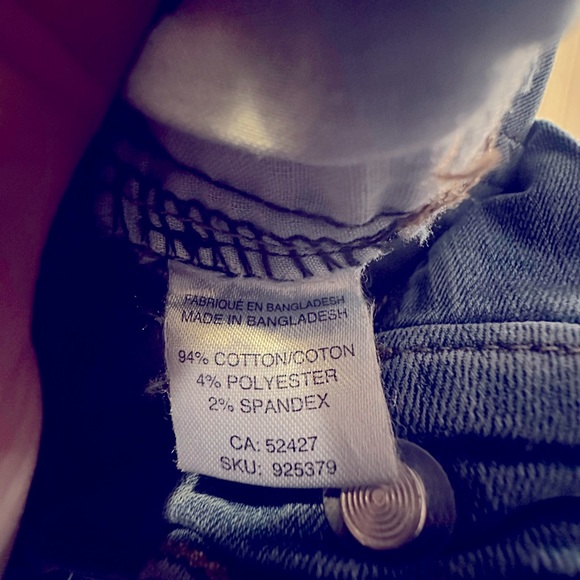 FABRIQUÉ EN BANGLADESH
MADE IN BANGLADESH
94% COTTON/COTON
4% POLYESTER
2% SPANDEX
CA: 52427
SKU: 925379